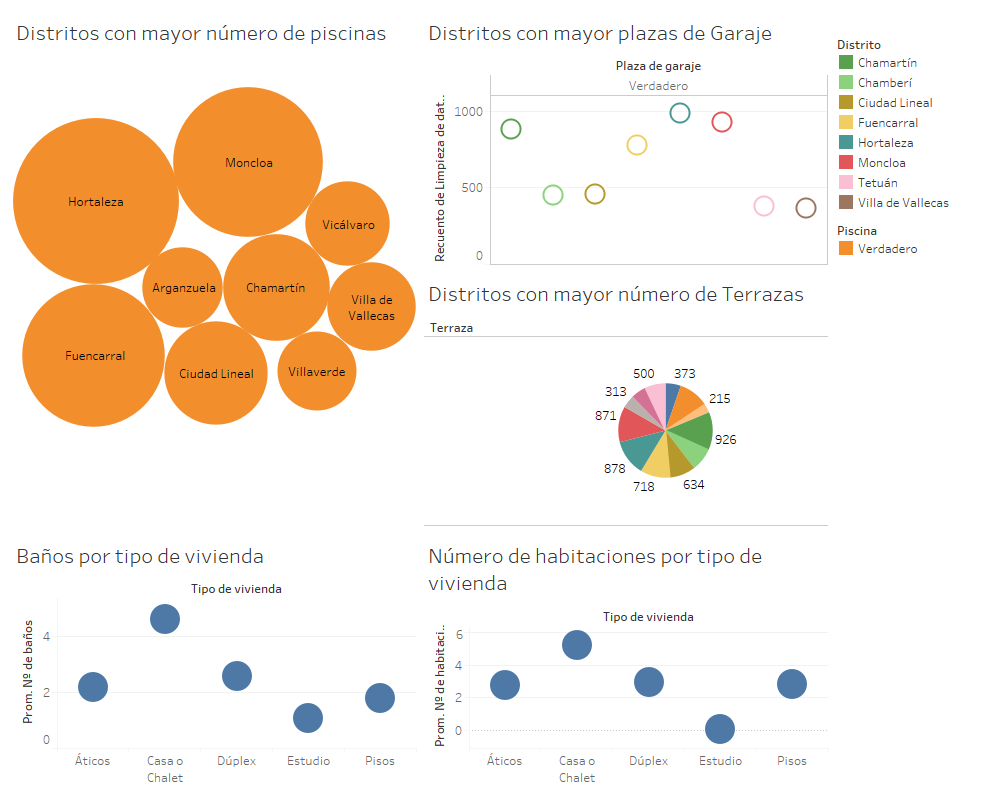 Distritos con mayor número de piscinas
Hortaleza
Moncloa
Vicálvaro
Arganzuela
Chamartín
Villa de
Vallecas
Fuencarral
Ciudad Lineal
Villaverde
Distritos con mayor plazas de Garaje
Plaza de garaje
Verdadero
Recuento de Limpieza de dat..
1000
500
0
Distrito
Chamartín
Chamberí
Ciudad Lineal
Fuencarral
Hortaleza
Moncloa
Tetuán
Villa de Vallecas
Piscina
Verdadero
Distritos con mayor número de Terrazas
Terraza
500
373
313
215
871
926
878
634
718
Baños por tipo de vivienda
Tipo de vivienda
Prom. Nº de baños
4
2
0
Áticos
Casa o
Chalet
Dúplex
Estudio
Pisos
Número de habitaciones por tipo de
vivienda
Tipo de vivienda
Prom. Nº de habitaci..
6
4
2
0
Áticos
Casa o
Chalet
Dúplex
Estudio
Pisos